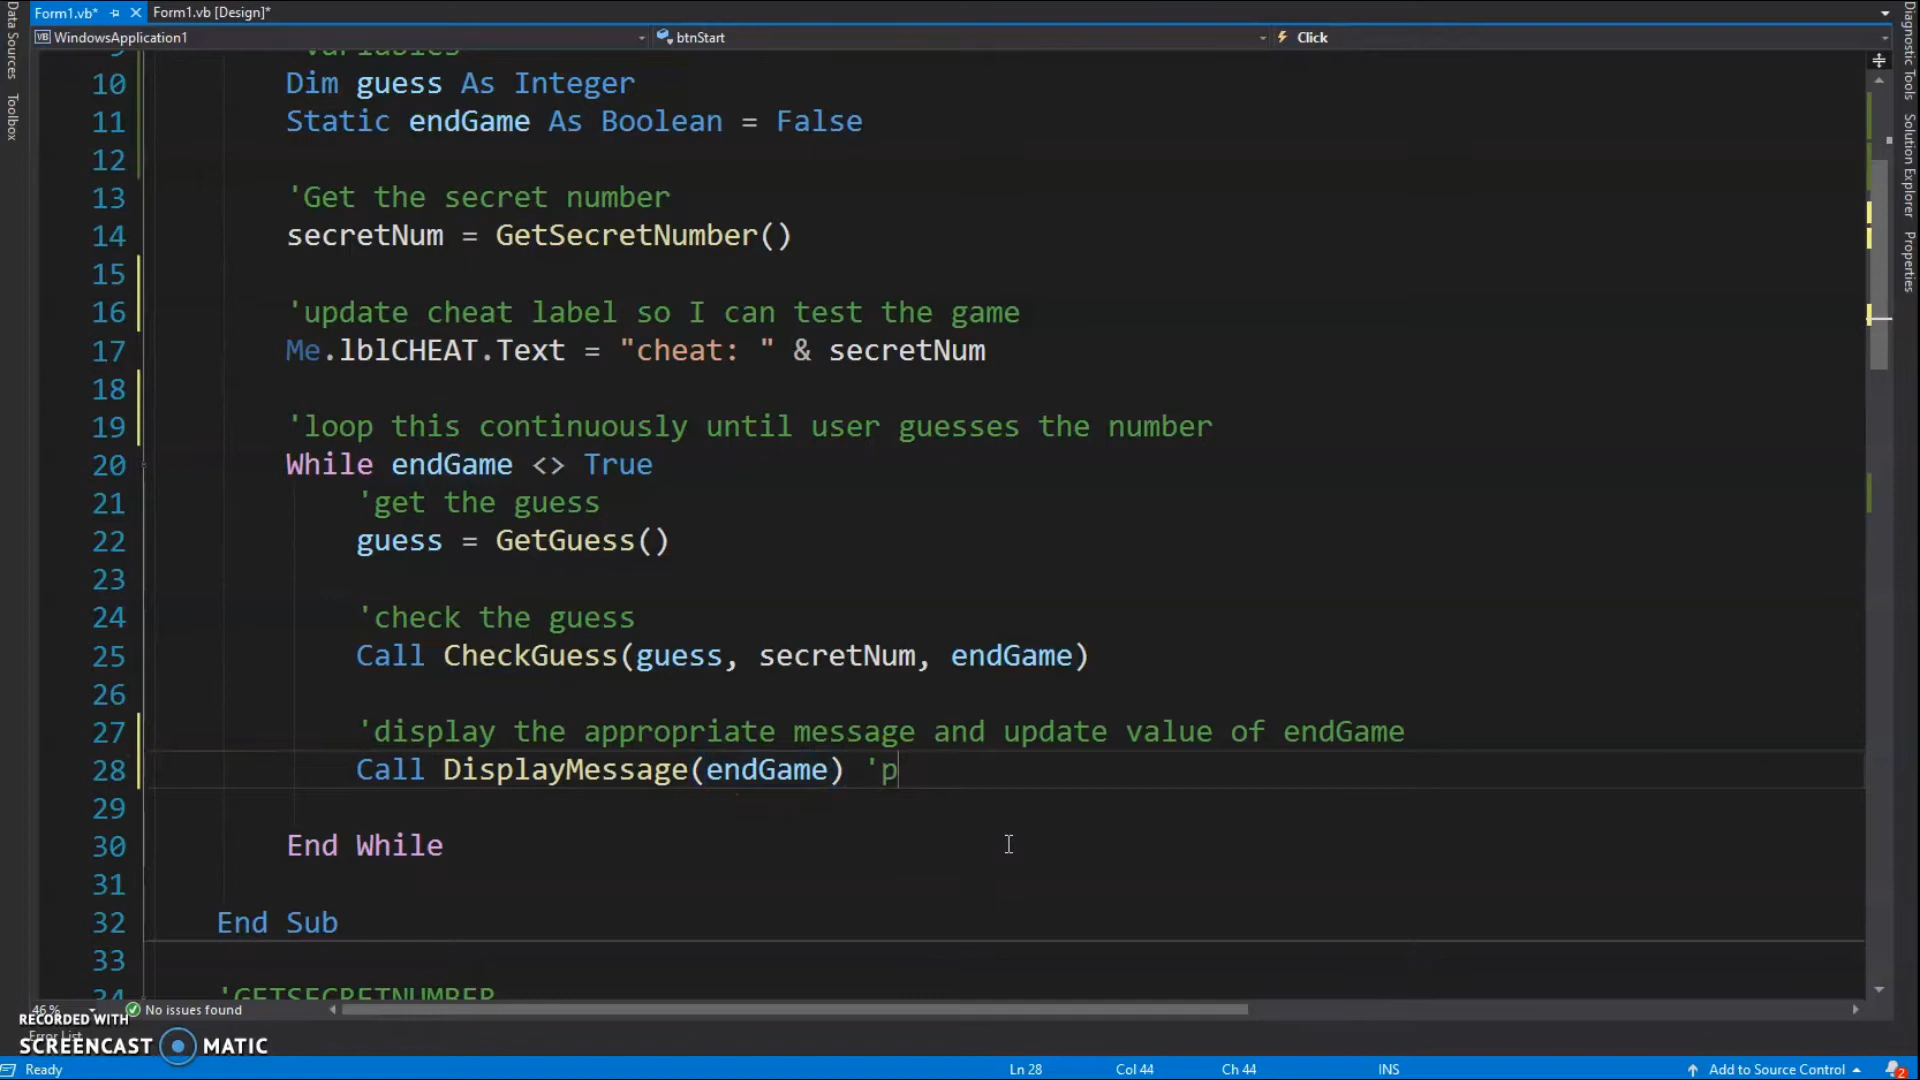 Form1.vb*
Form1.vb [Design]*
WindowsApplication1
btnStart
Click
Data Sources
Toolbox
Diagnostic Tools
Solution Explorer
Properties
10 Dim guess As Integer
11 Static endGame As Boolean = False
12
13 'Get the secret number
14 secretNum = GetSecretNumber()
15
16 'update cheat label so I can test the game
17 Me.lblCHEAT.Text = "cheat: " & secretNum
18
19 'loop this continuously until user guesses the number
20 While endGame <> True
21 'get the guess
22 guess = GetGuess()
23
24 'check the guess
25 Call CheckGuess(guess, secretNum, endGame)
26
27 'display the appropriate message and update value of endGame
28 Call DisplayMessage(endGame) 'p
29
30 End While
31
32 End Sub
33
34 'GETSECRETNUMBER
46 %
No issues found
RECORDED WITH
Error List
SCREENCAST MATIC
Ready
Ln 28
Col 44
Ch 44
INS
Add to Source Control
2